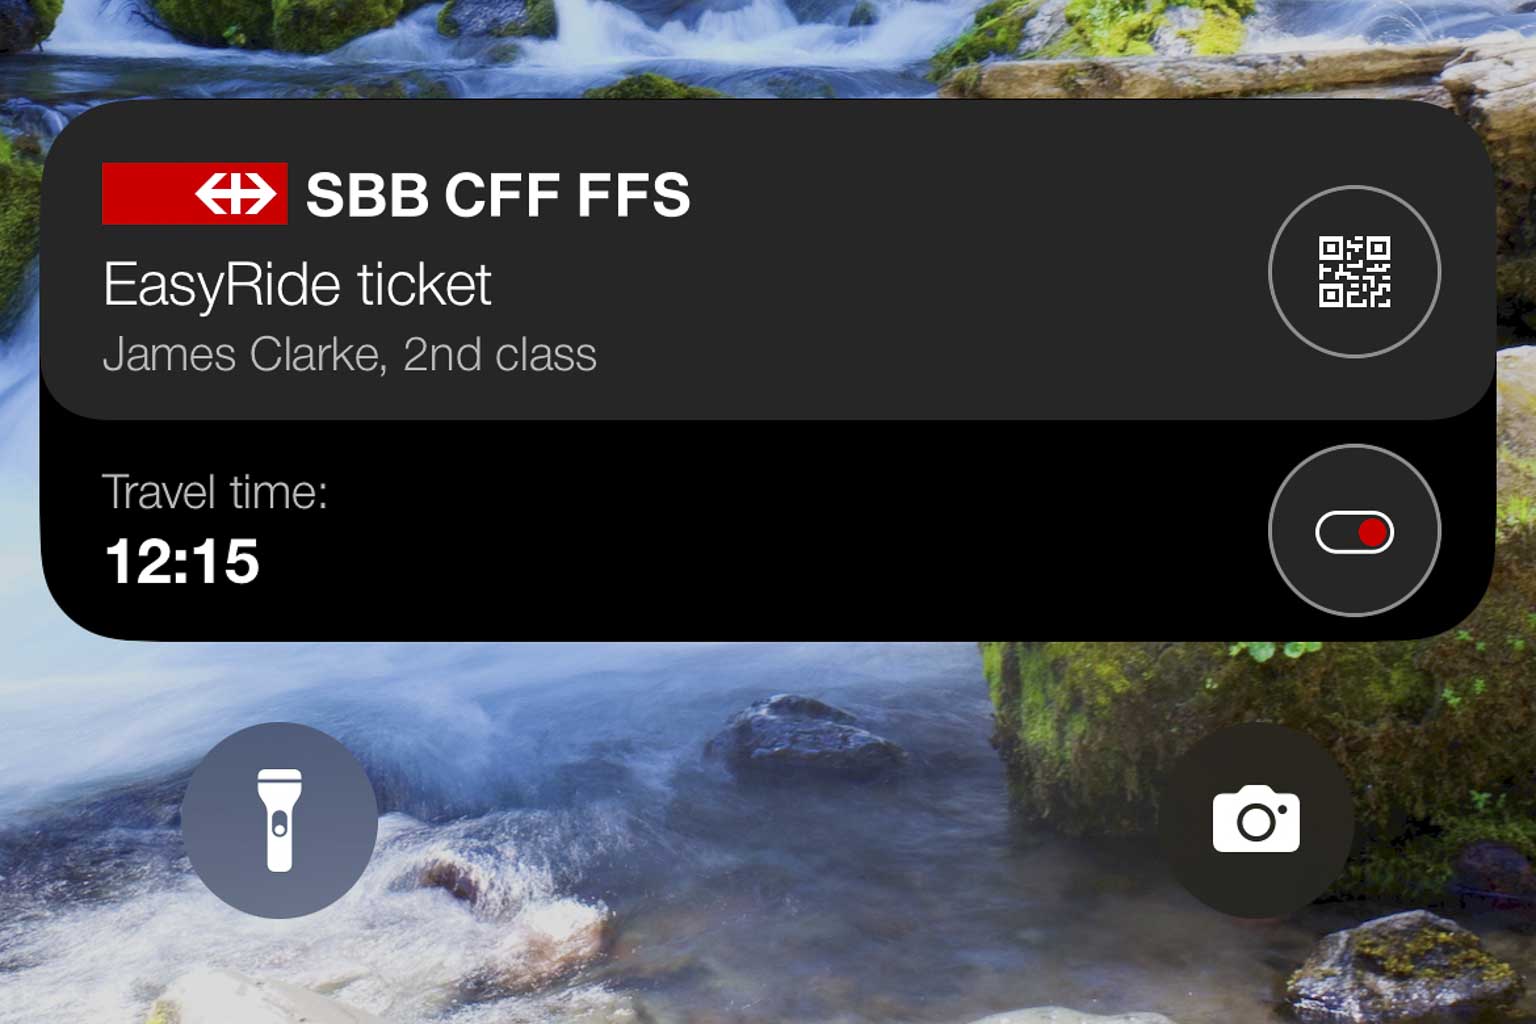 SBB CFF FFS
EasyRide ticket
James Clarke, 2nd class
Travel time:
12:15